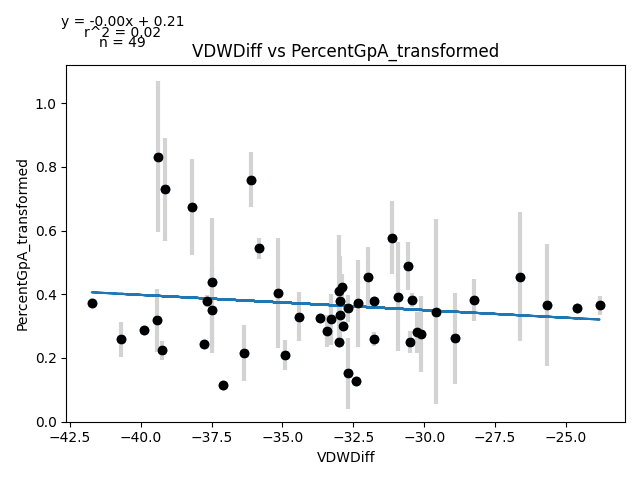 y = -0.00x + 0.21
r^2 = 0.02
n = 49
VDWDiff vs PercentGpA_transformed
PercentGpA_transformed
1.0
0.8
0.6
0.4
0.2
0.0
−42.5 −40.0 −37.5 −35.0 −32.5 −30.0 −27.5 −25.0
VDWDiff